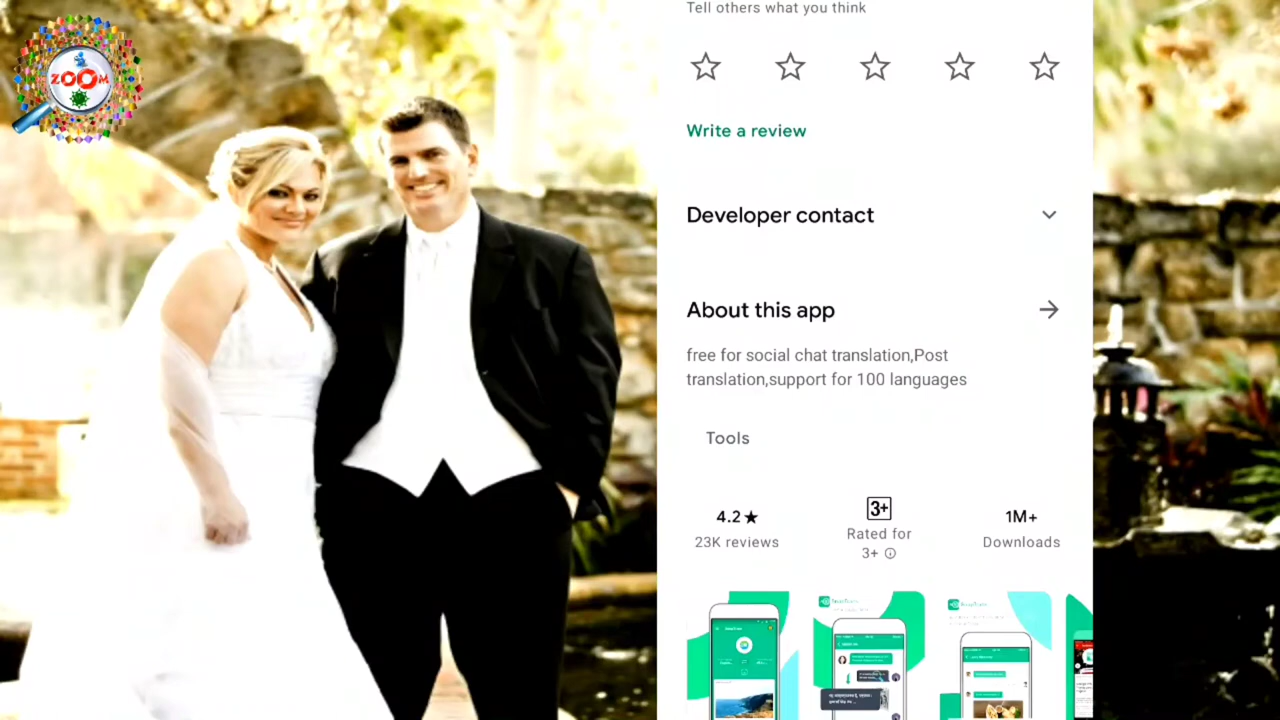 ZOOM
Tell others what you think
Write a review
Developer contact
About this app
free for social chat translation,Post
translation,support for 100 languages
Tools
4.2★
23K reviews
3+
Rated for
3+
1M+
Downloads